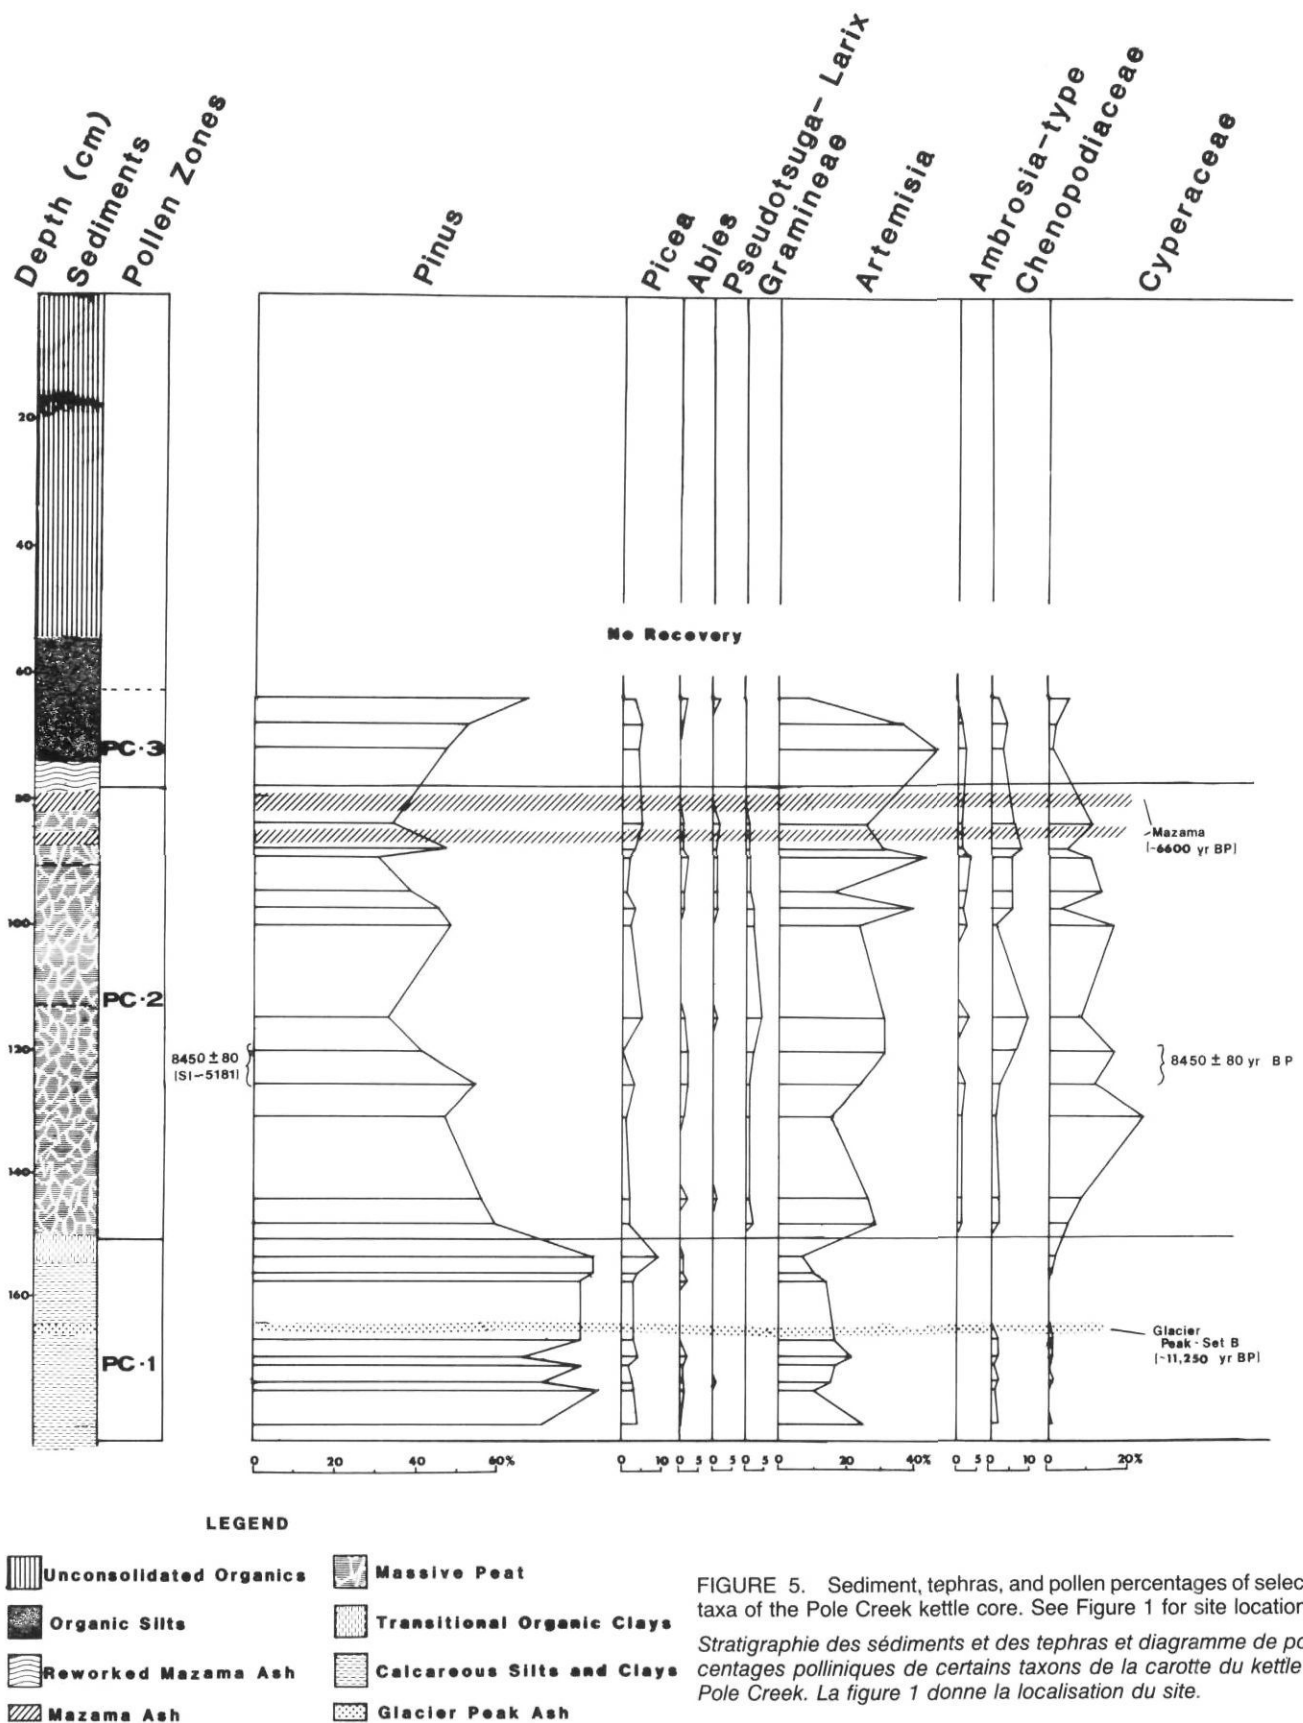 Depth (cm)
Sediments
Pollen Zones
Pinus
Picea
Abies
Pseudotsuga-Larix
Gramineae
Artemisia
Ambrosia-type
Chenopodiaceae
Cyperaceae
20
40
No Recovery
60
PC·3
80
Mazama
[~6600 yr BP]
100
PC·2
120
8450 ± 80
[SI-5181]
8450 ± 80 yr BP
140
160
Glacier
Peak-Set B
[~11,250 yr BP]
PC·1
0 20 40 60% 0 10 0 5 0 5 0 5 0 20 40% 0 5 0 10 0 20%
LEGEND
Unconsolidated Organics
Organic Silts
Reworked Mazama Ash
Mazama Ash
Massive Peat
Transitional Organic Clays
Calcareous Silts and Clays
Glacier Peak Ash
FIGURE 5. Sediment, tephras, and pollen percentages of selec
taxa of the Pole Creek kettle core. See Figure 1 for site location
Stratigraphie des sédiments et des tephras et diagramme de po
centages polliniques de certains taxon de la carotte du kettle
Pole Creek. La figure 1 donne la localisation du site.